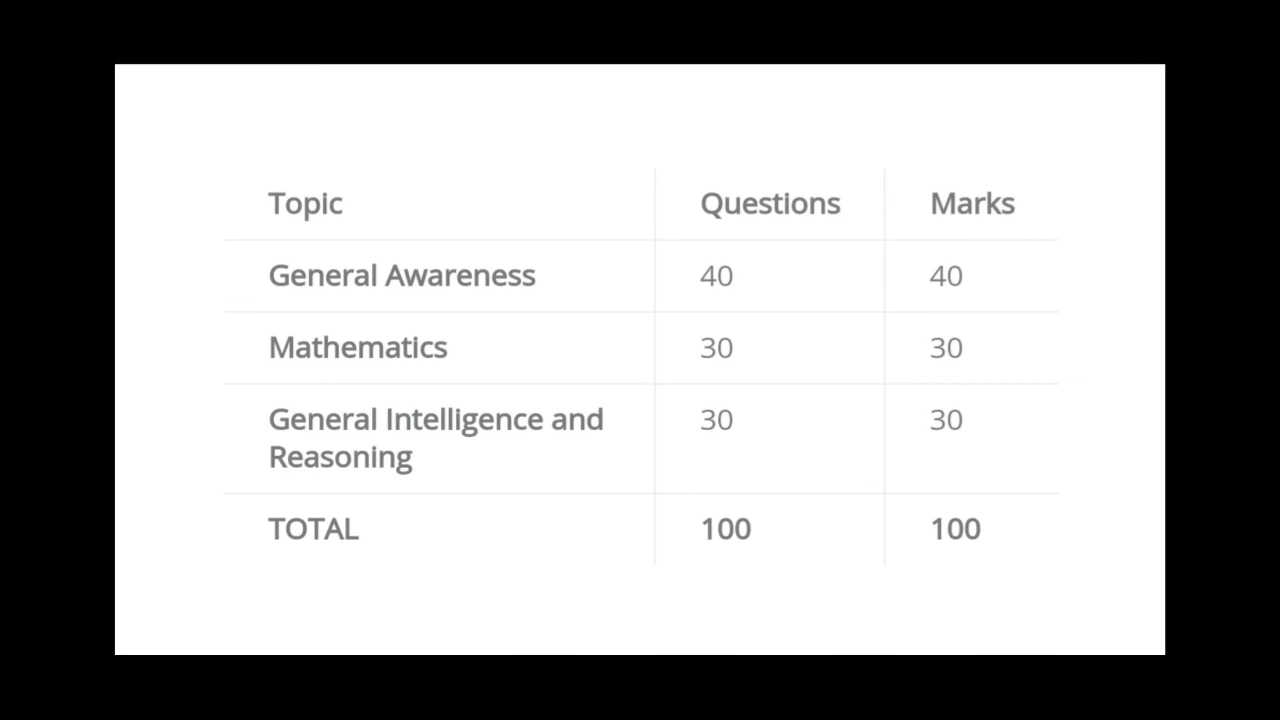 Topic Questions Marks
General Awareness 40 40
Mathematics 30 30
General Intelligence and 30 30
Reasoning
TOTAL 100 100